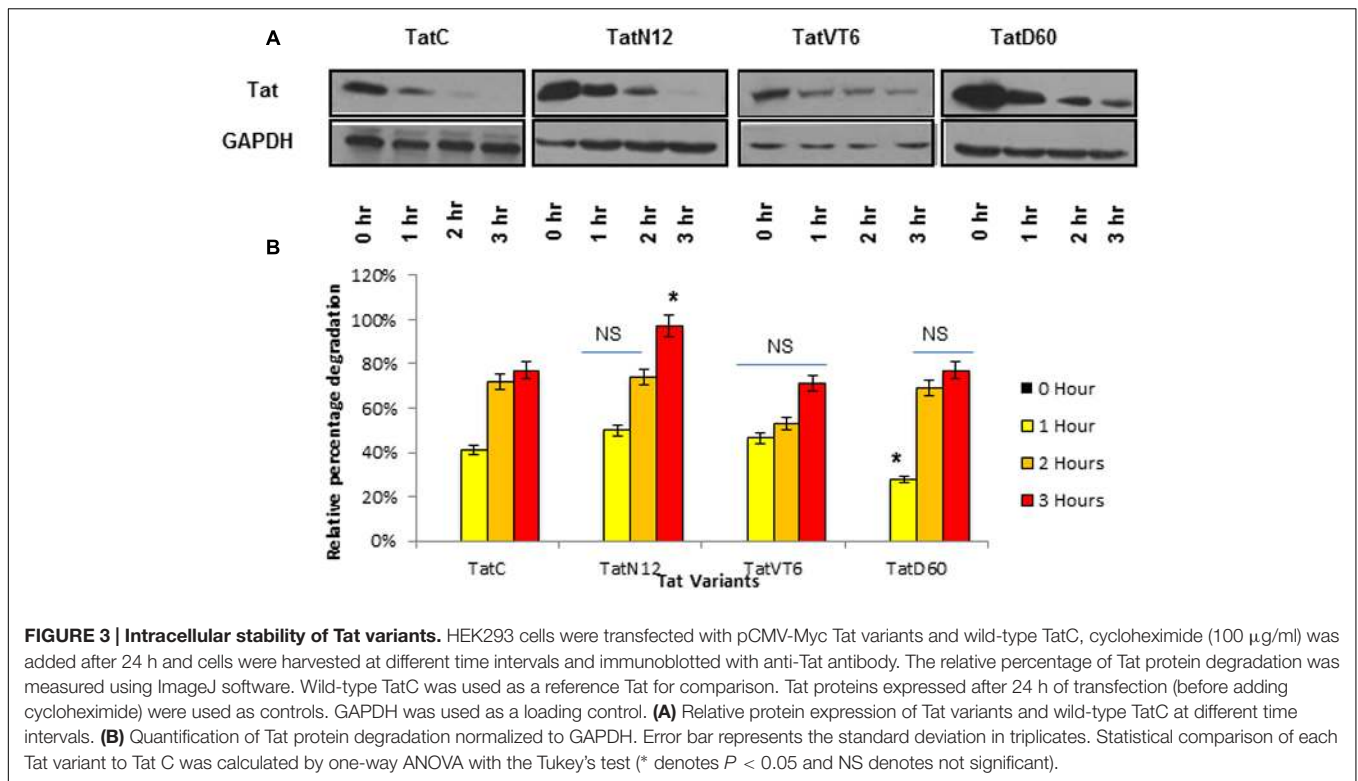 A
TatC TatN12 TatVT6 TatD60
Tat
GAPDH
0 hr 1 hr 2 hr 3 hr 0 hr 1 hr 2 hr 3 hr 0 hr 1 hr 2 hr 3 hr 0 hr 1 hr 2 hr 3 hr
B
Relative percentage degradation
120%
100%
80%
60%
40%
20%
0%
NS
*
NS
*
NS
0 Hour
1 Hour
2 Hours
3 Hours
TatC TatN12 TatVT6 TatD60
Tat Variants
FIGURE 3 | Intracellular stability of Tat variants. HEK293 cells were transfected with pCMV-Myc Tat variants and wild-type TatC, cycloheximide (100 μg/ml) was
added after 24 h and cells were harvested at different time intervals and immunoblotted with anti-Tat antibody. The relative percentage of Tat protein degradation was
measured using ImageJ software. Wild-type TatC was used as a reference Tat for comparison. Tat proteins expressed after 24 h of transfection (before adding
cycloheximide) were used as controls. GAPDH was used as a loading control. (A) Relative protein expression of Tat variants and wild-type TatC at different time
intervals. (B) Quantification of Tat protein degradation normalized to GAPDH. Error bar represents the standard deviation in triplicates. Statistical comparison of each
Tat variant to Tat C was calculated by one-way ANOVA with the Tukey's test (* denotes P < 0.05 and NS denotes not significant).